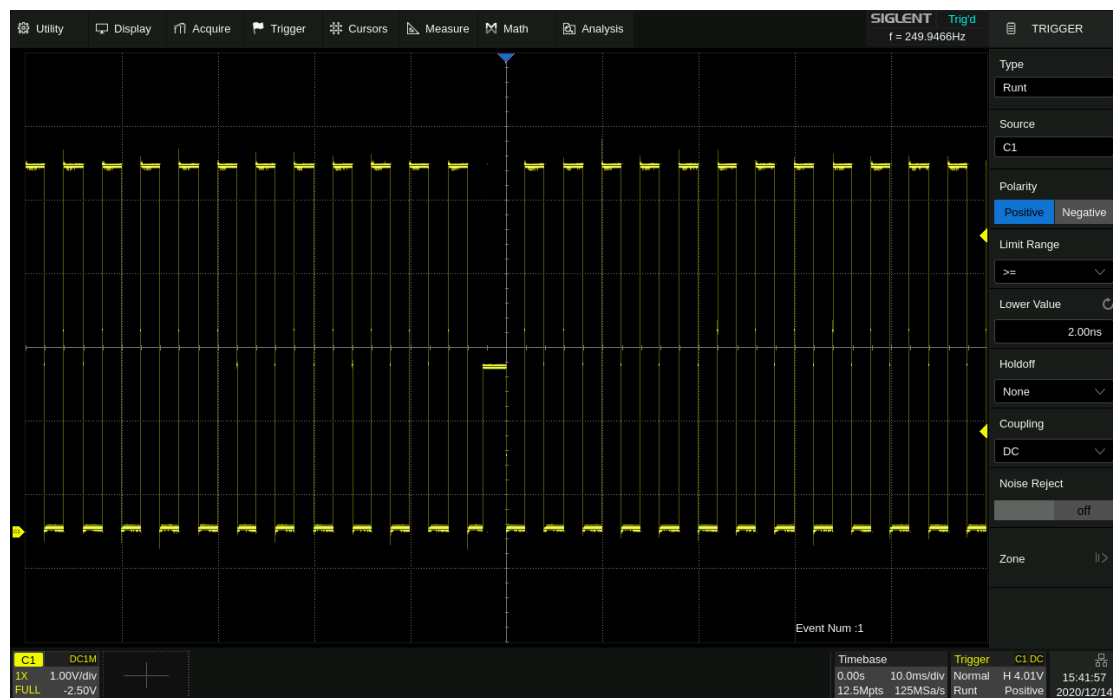 Utility Display Acquire Trigger Cursors Measure Math Analysis
SIGLENT Trig'd
f = 249.9466Hz
TRIGGER
Type
Runt
Source
C1
Polarity
Positive Negative
Limit Range
>=
Lower Value
2.00ns
Holdoff
None
Coupling
DC
Noise Reject
off
Zone
Event Num :1
C1 DC1M
1X 1.00V/div
FULL -2.50V
Timebase
0.00s 10.0ms/div
12.5Mpts 125MSa/s
Trigger C1 DC
Normal H 4.01V
Runt Positive
15:41:57
2020/12/14